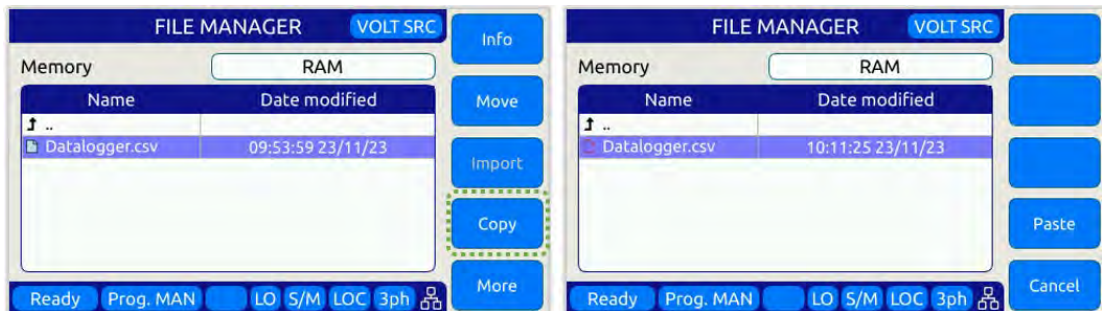 FILE MANAGER VOLT SRC
Memory RAM
Name Date modified
..
Datalogger.csv 09:53:59 23/11/23
Ready Prog. MAN LO S/M LOC 3ph
Info
Move
Import
Copy
More
FILE MANAGER VOLT SRC
Memory RAM
Name Date modified
..
Datalogger.csv 10:11:25 23/11/23
Ready Prog. MAN LO S/M LOC 3ph
Paste
Cancel